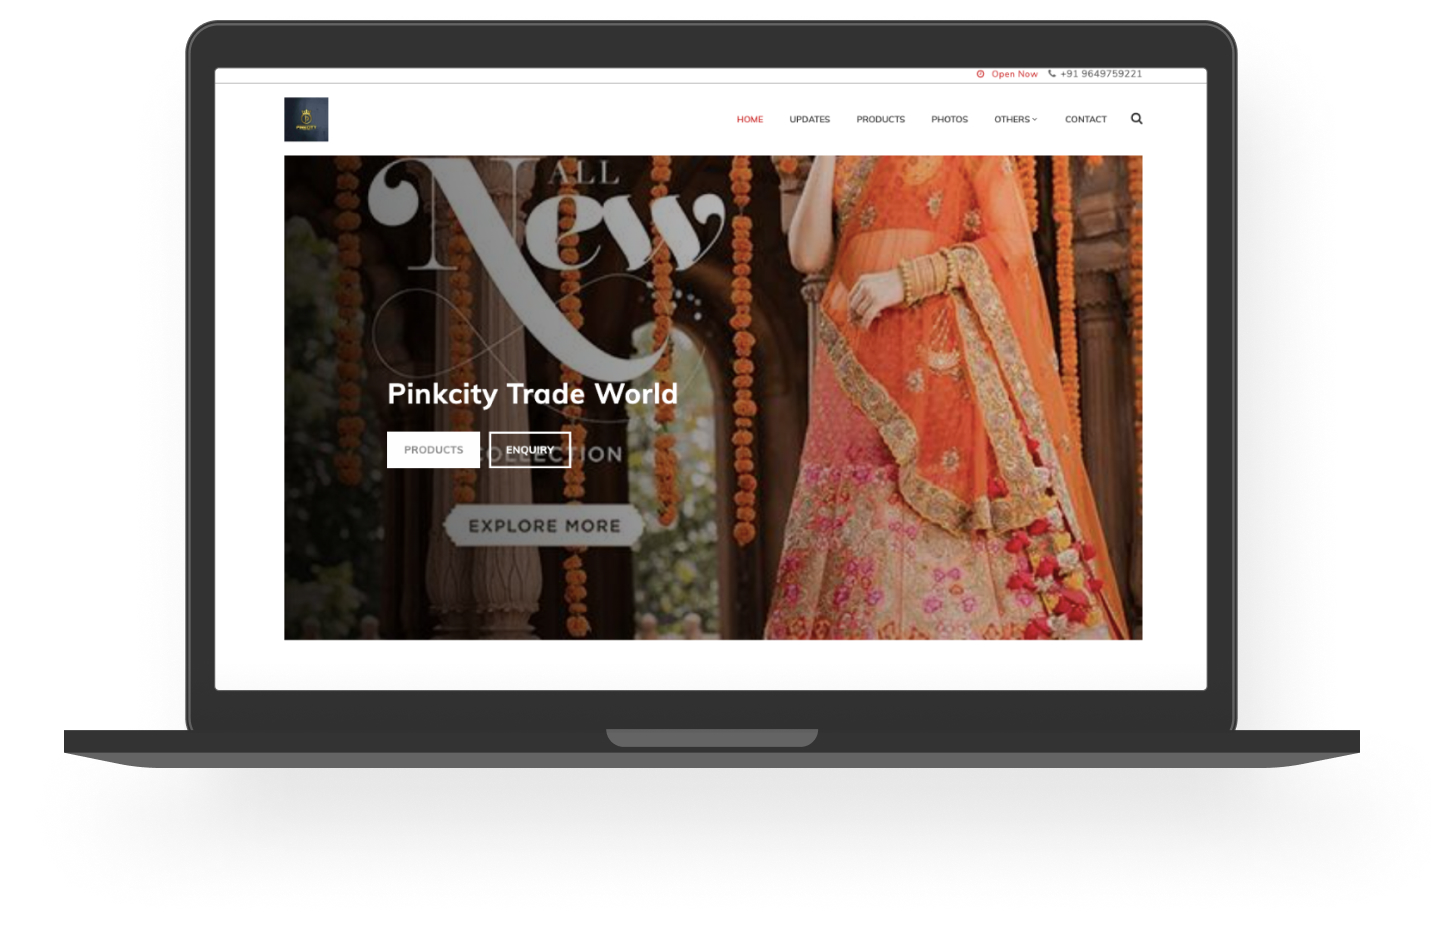 Open Now +91 9649759221
PINKCITY
HOME UPDATES PRODUCTS PHOTOS OTHERS CONTACT
ALL
New
Pinkcity Trade World
PRODUCTS ENQUIRY
COLLECTION
EXPLORE MORE